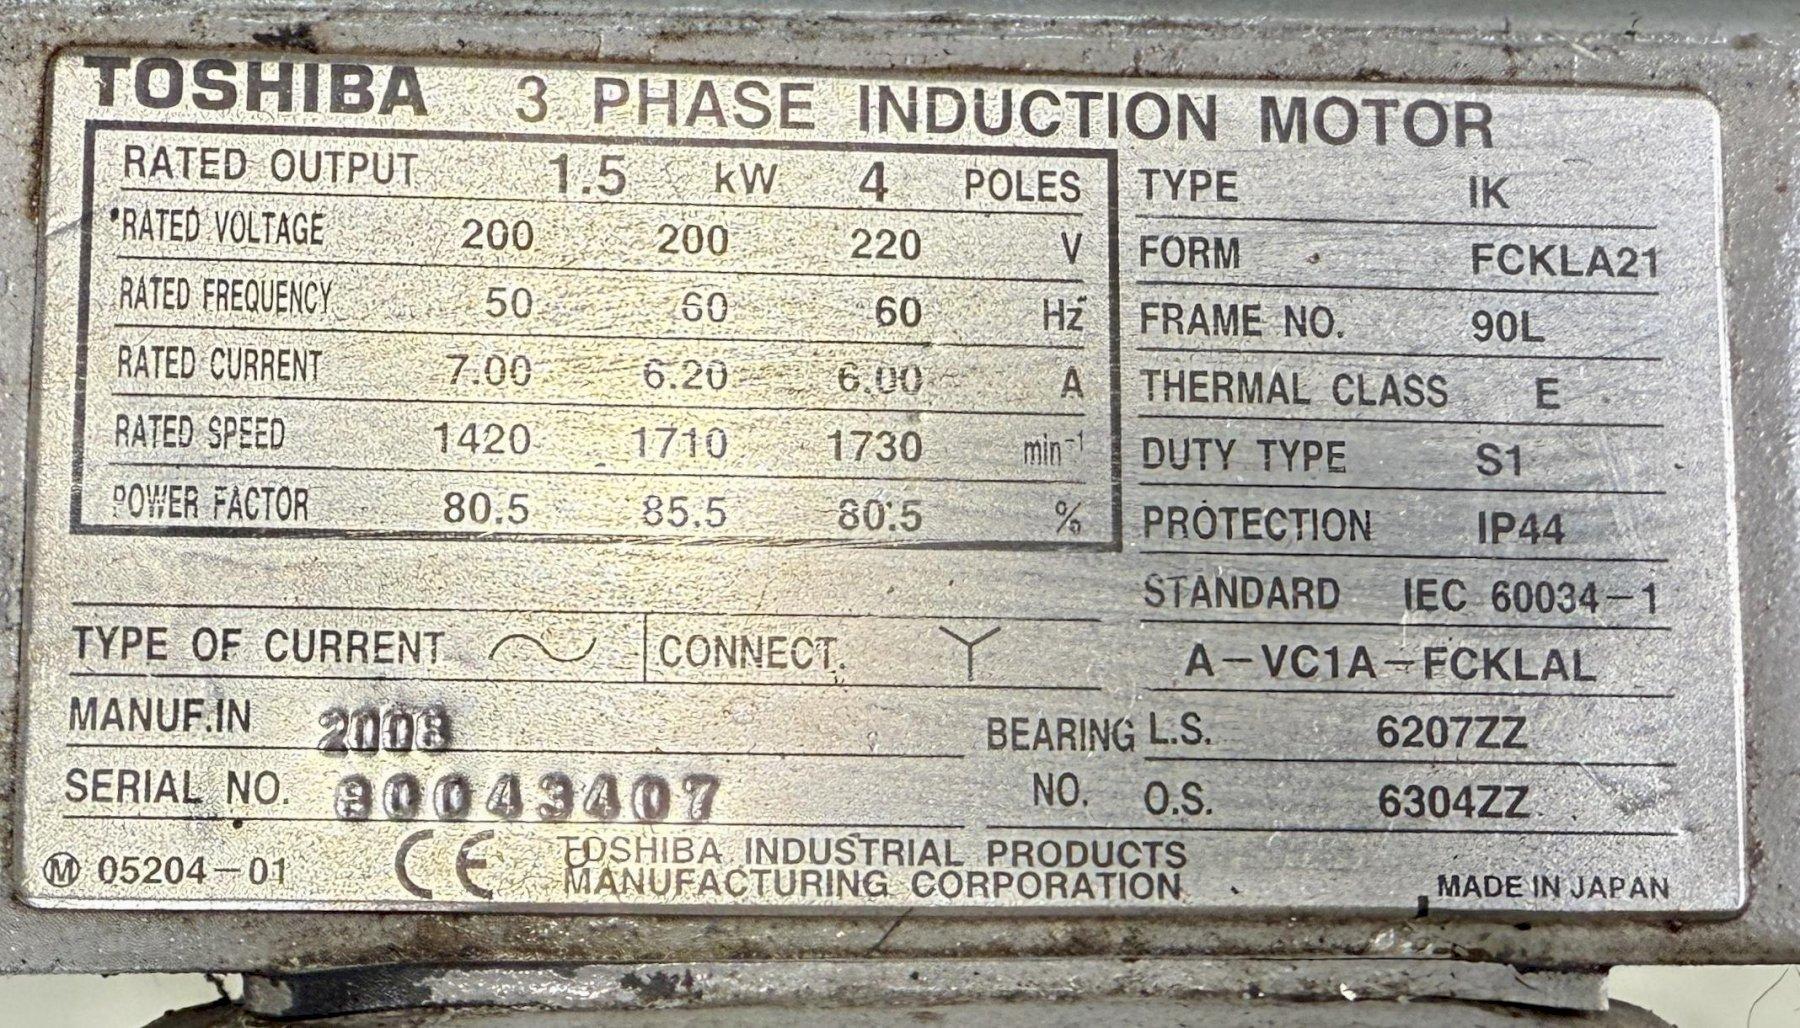 TOSHIBA 3 PHASE INDUCTION MOTOR
RATED OUTPUT 1.5 kW 4 POLES
RATED VOLTAGE 200 200 220 V
RATED FREQUENCY 50 60 60 Hz
RATED CURRENT 7.00 6.20 6.00 A
RATED SPEED 1420 1710 1730 min⁻¹
POWER FACTOR 80.5 85.5 80.5 %
TYPE IK
FORM FCKLA21
FRAME NO. 90L
THERMAL CLASS E
DUTY TYPE S1
PROTECTION IP44
STANDARD IEC 60034-1
A-VC1A-FCKLAL
TYPE OF CURRENT CONNECT. Y
MANUF.IN 2008
SERIAL NO. 80043407
BEARING NO. L.S. 6207ZZ
O.S. 6304ZZ
Ⓜ 05204-01
CE
TOSHIBA INDUSTRIAL PRODUCTS
MANUFACTURING CORPORATION
MADE IN JAPAN